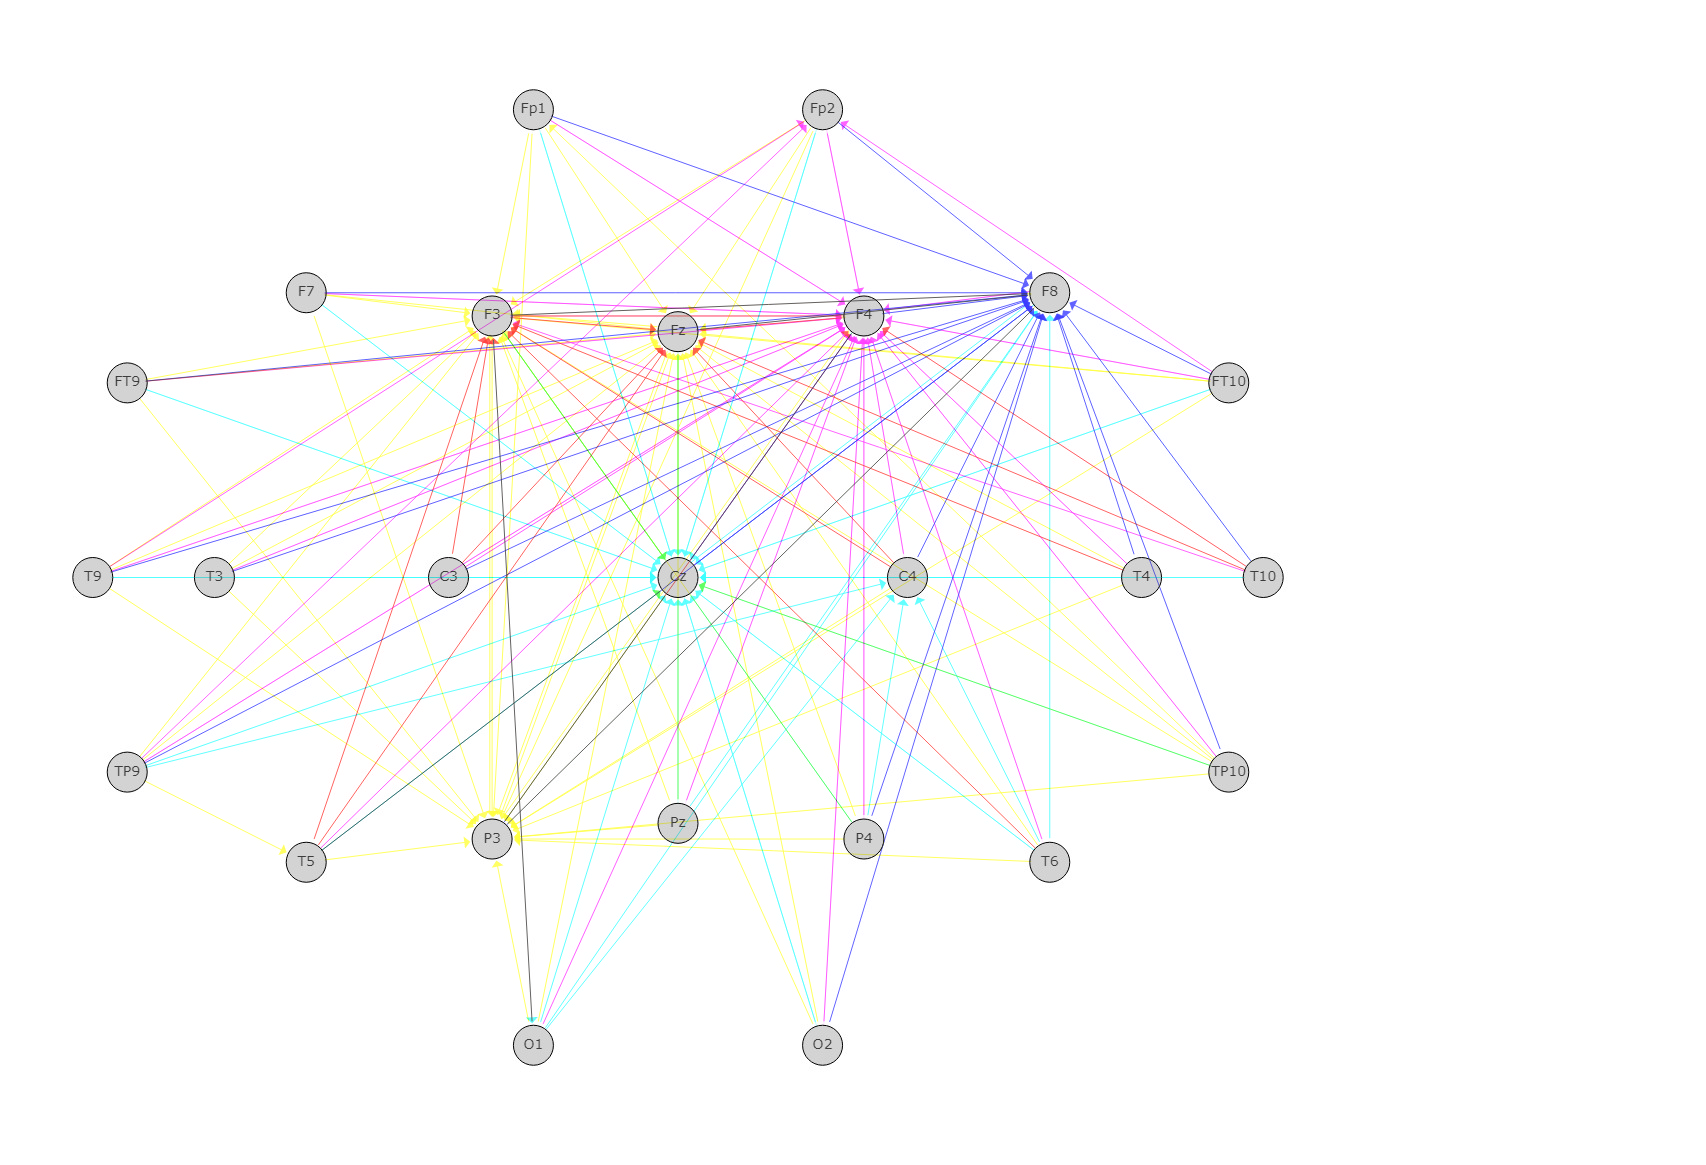 Fp1 Fp2
F7 F3 Fz F4 F8
FT9 FT10
T9 T3 C3 Cz C4 T4 T10
TP9 TP10
T5 P3 Pz P4 T6
O1 O2